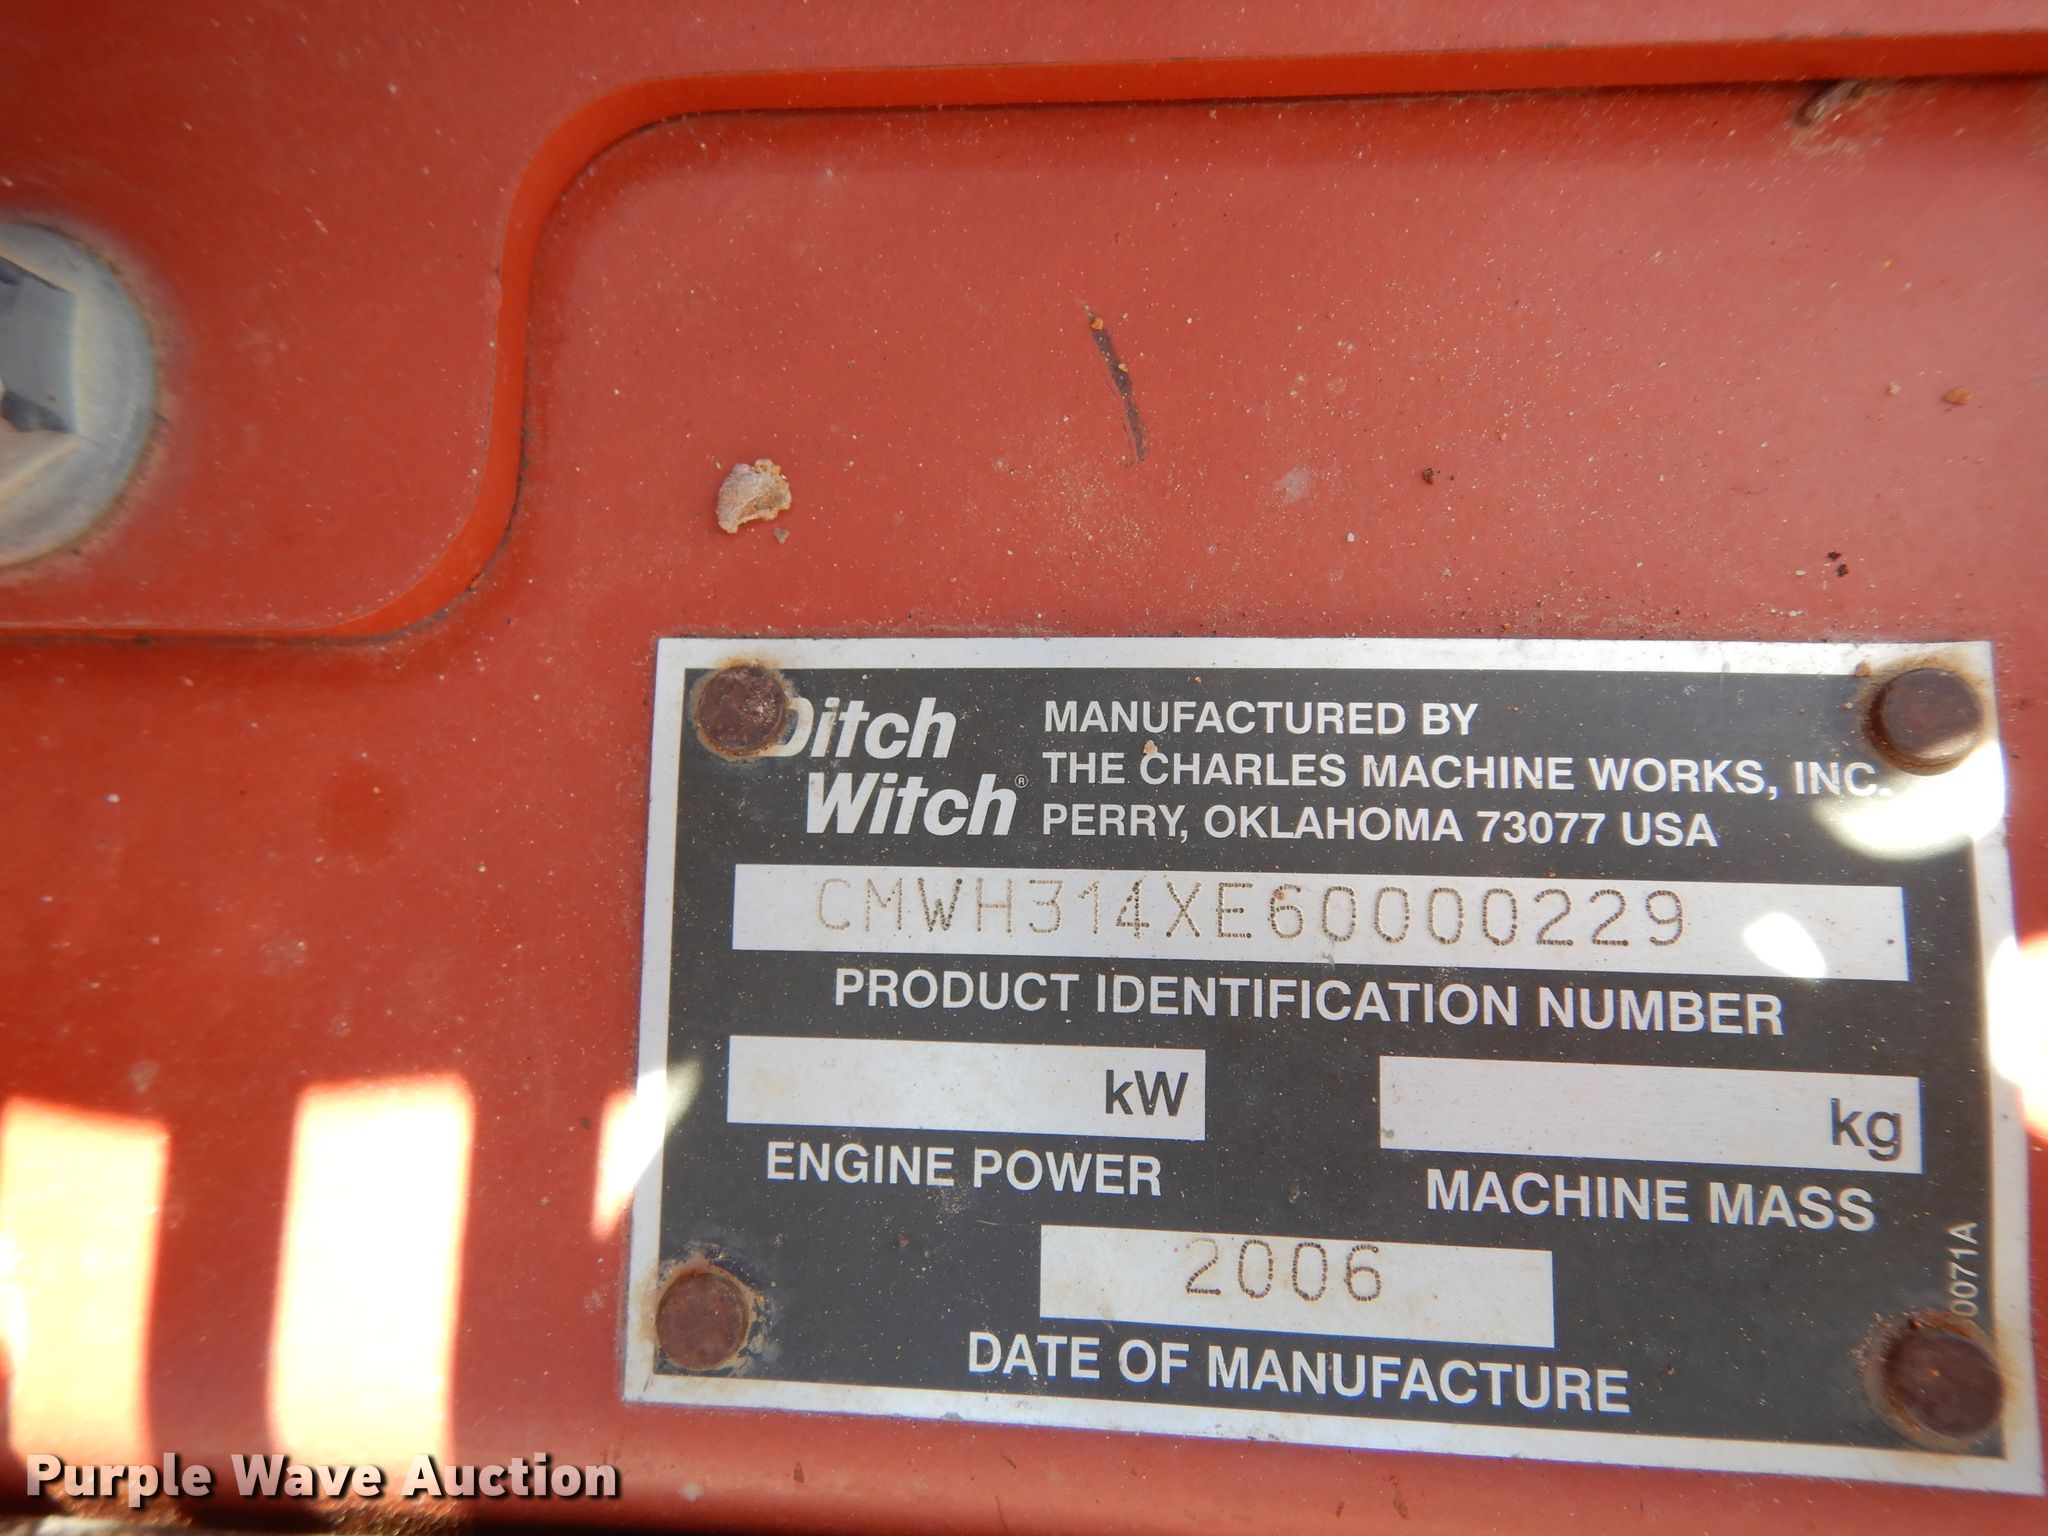 Ditch
Witch®
MANUFACTURED BY
THE CHARLES MACHINE WORKS, INC.
PERRY, OKLAHOMA 73077 USA
CMWH314XE60000229
PRODUCT IDENTIFICATION NUMBER
kW
ENGINE POWER
kg
MACHINE MASS
2006
DATE OF MANUFACTURE
Purple Wave Auction